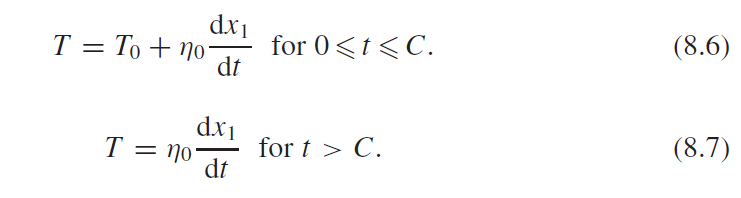 T = T₀ + η₀ dx₁/dt for 0 ⩽ t ⩽ C. (8.6)
T = η₀ dx₁/dt for t > C. (8.7)